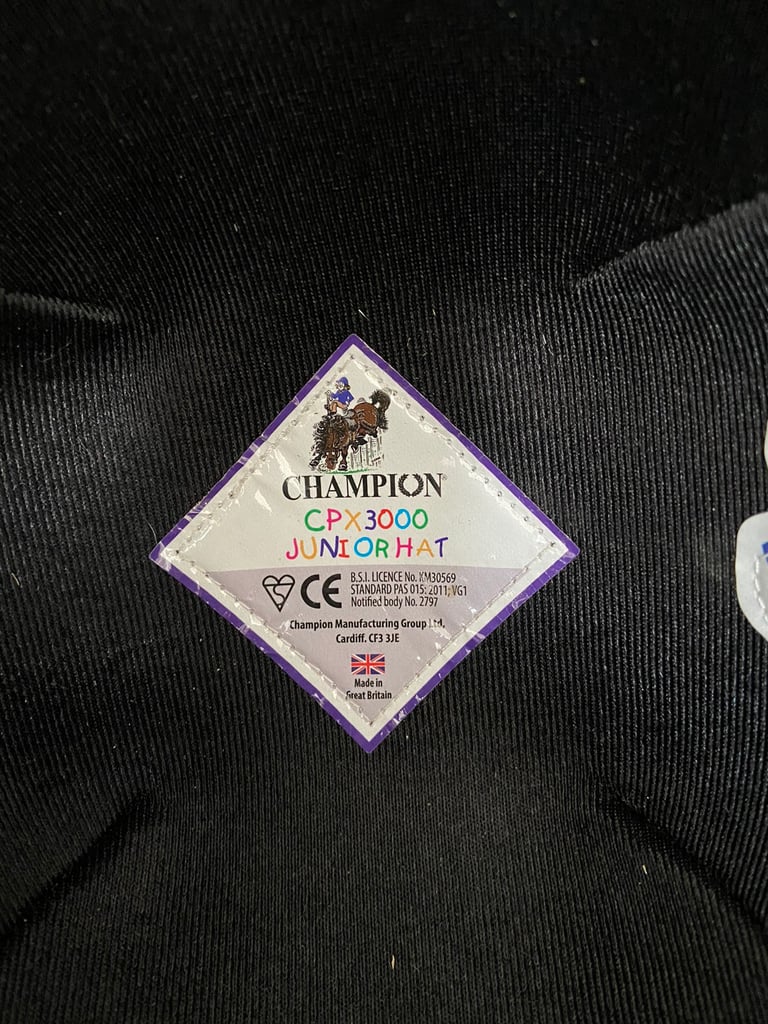 CHAMPION®
CPX3000
JUNIOR HAT
CE
B.S.I. LICENCE No. KM30569
STANDARD PAS 015: 2011; VG1
Notified body No. 2797
Champion Manufacturing Group Ltd,
Cardiff. CF3 3JE
Made in
Great Britain